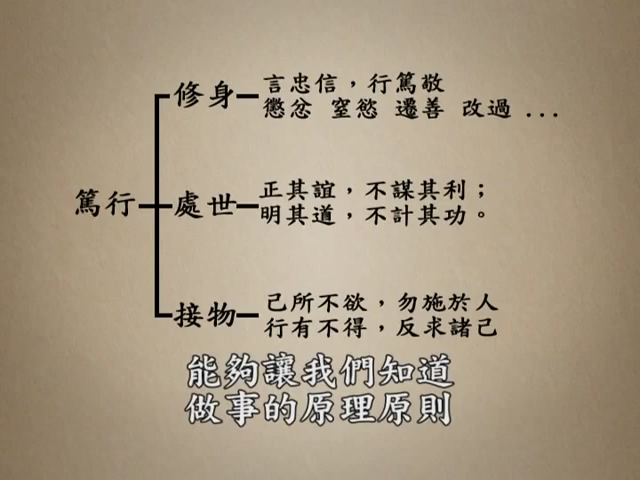 修身
言忠信，行篤敬
懲忿 窒慾 遷善 改過 ...
篤行
處世
正其誼，不謀其利；
明其道，不計其功。
接物
己所不欲，勿施於人
行有不得，反求諸己
能夠讓我們知道
做事的原理原則